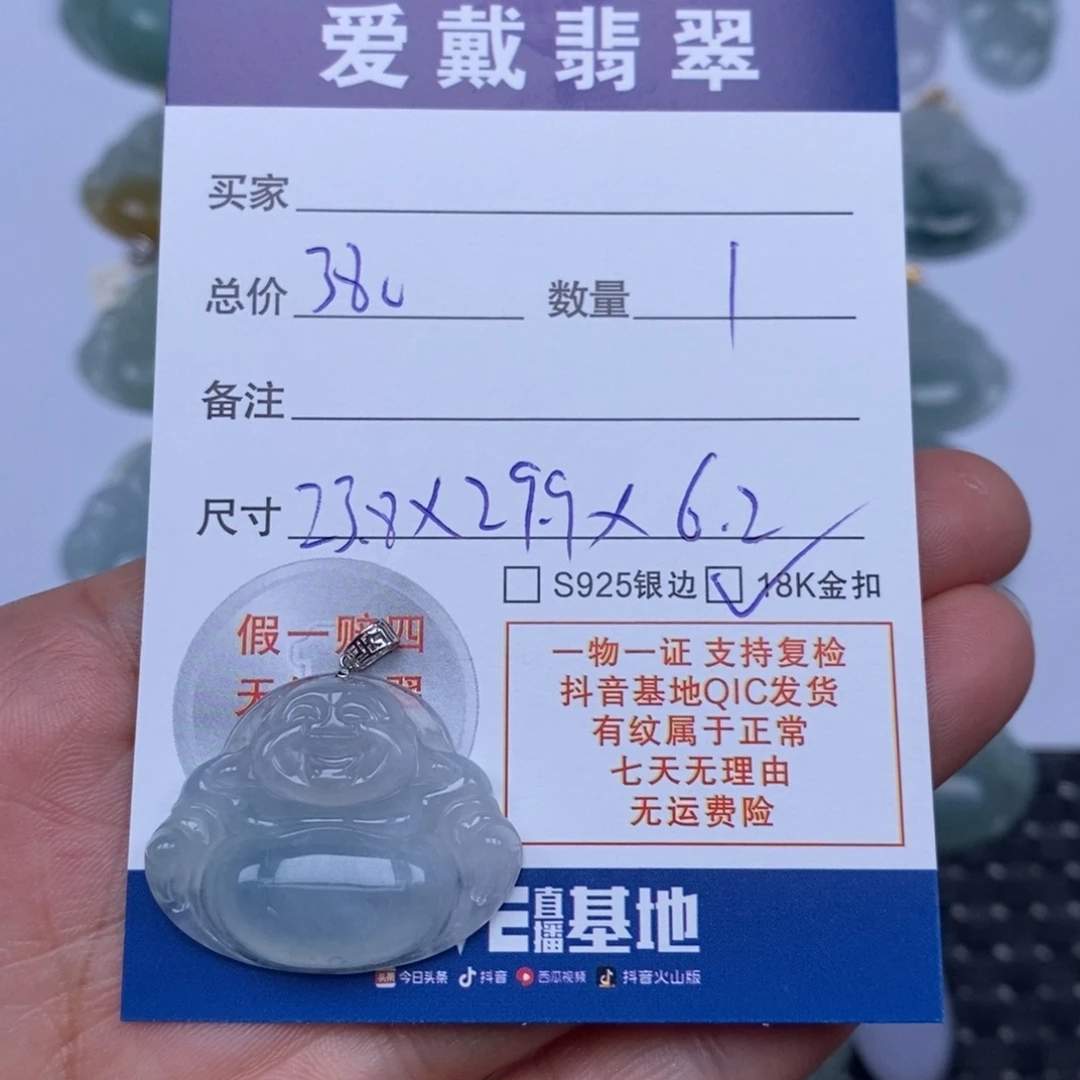 爱戴翡翠
买家
总价 380 数量 1
备注
尺寸 23.8×29.9×6.2
S925银边 ✓ 18K金扣
假一赔四
一物一证 支持复检
抖音基地QIC发货
有纹属于正常
七天无理由
无运费险
直播基地
今日头条 抖音 西瓜视频 抖音火山版